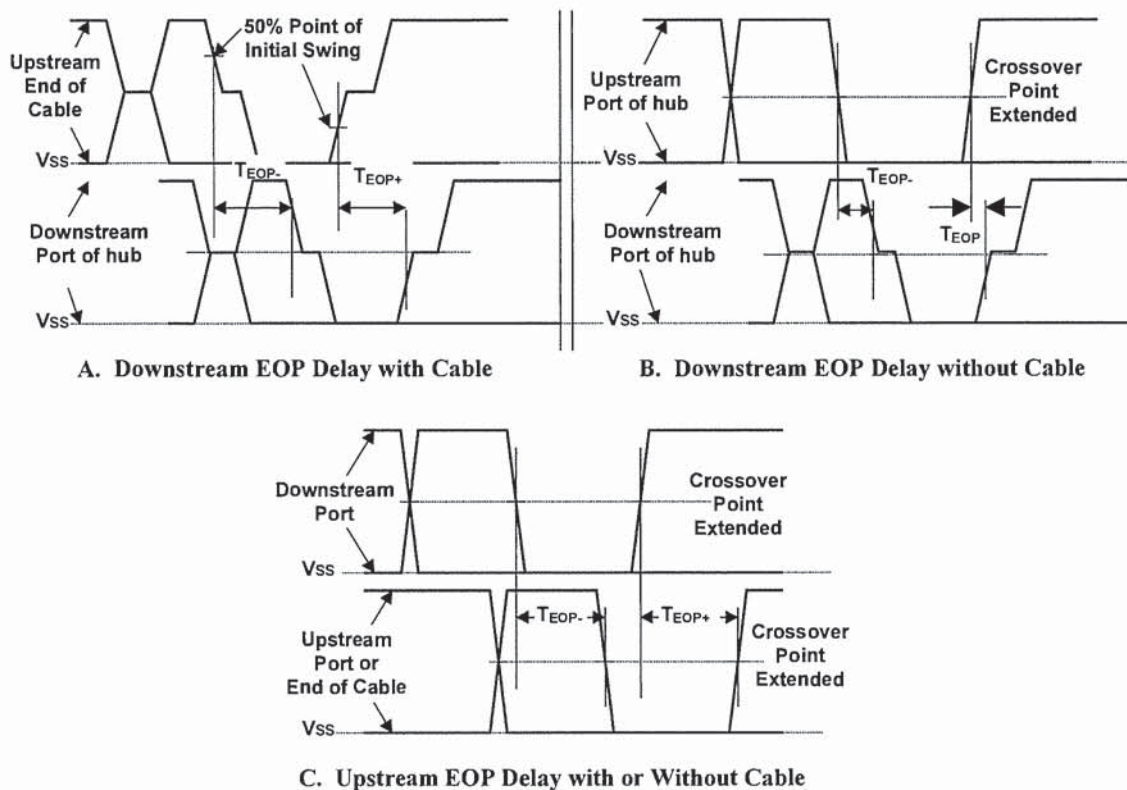 Upstream
End of
Cable
50% Point of
Initial Swing
VSS
TEOP-
TEOP+
Downstream
Port of hub
VSS
A. Downstream EOP Delay with Cable
Upstream
Port of hub
Crossover
Point
Extended
VSS
TEOP-
TEOP
Downstream
Port of hub
VSS
B. Downstream EOP Delay without Cable
Downstream
Port
Crossover
Point
Extended
VSS
TEOP-
TEOP+
Upstream
Port or
End of Cable
Crossover
Point
Extended
VSS
C. Upstream EOP Delay with or Without Cable